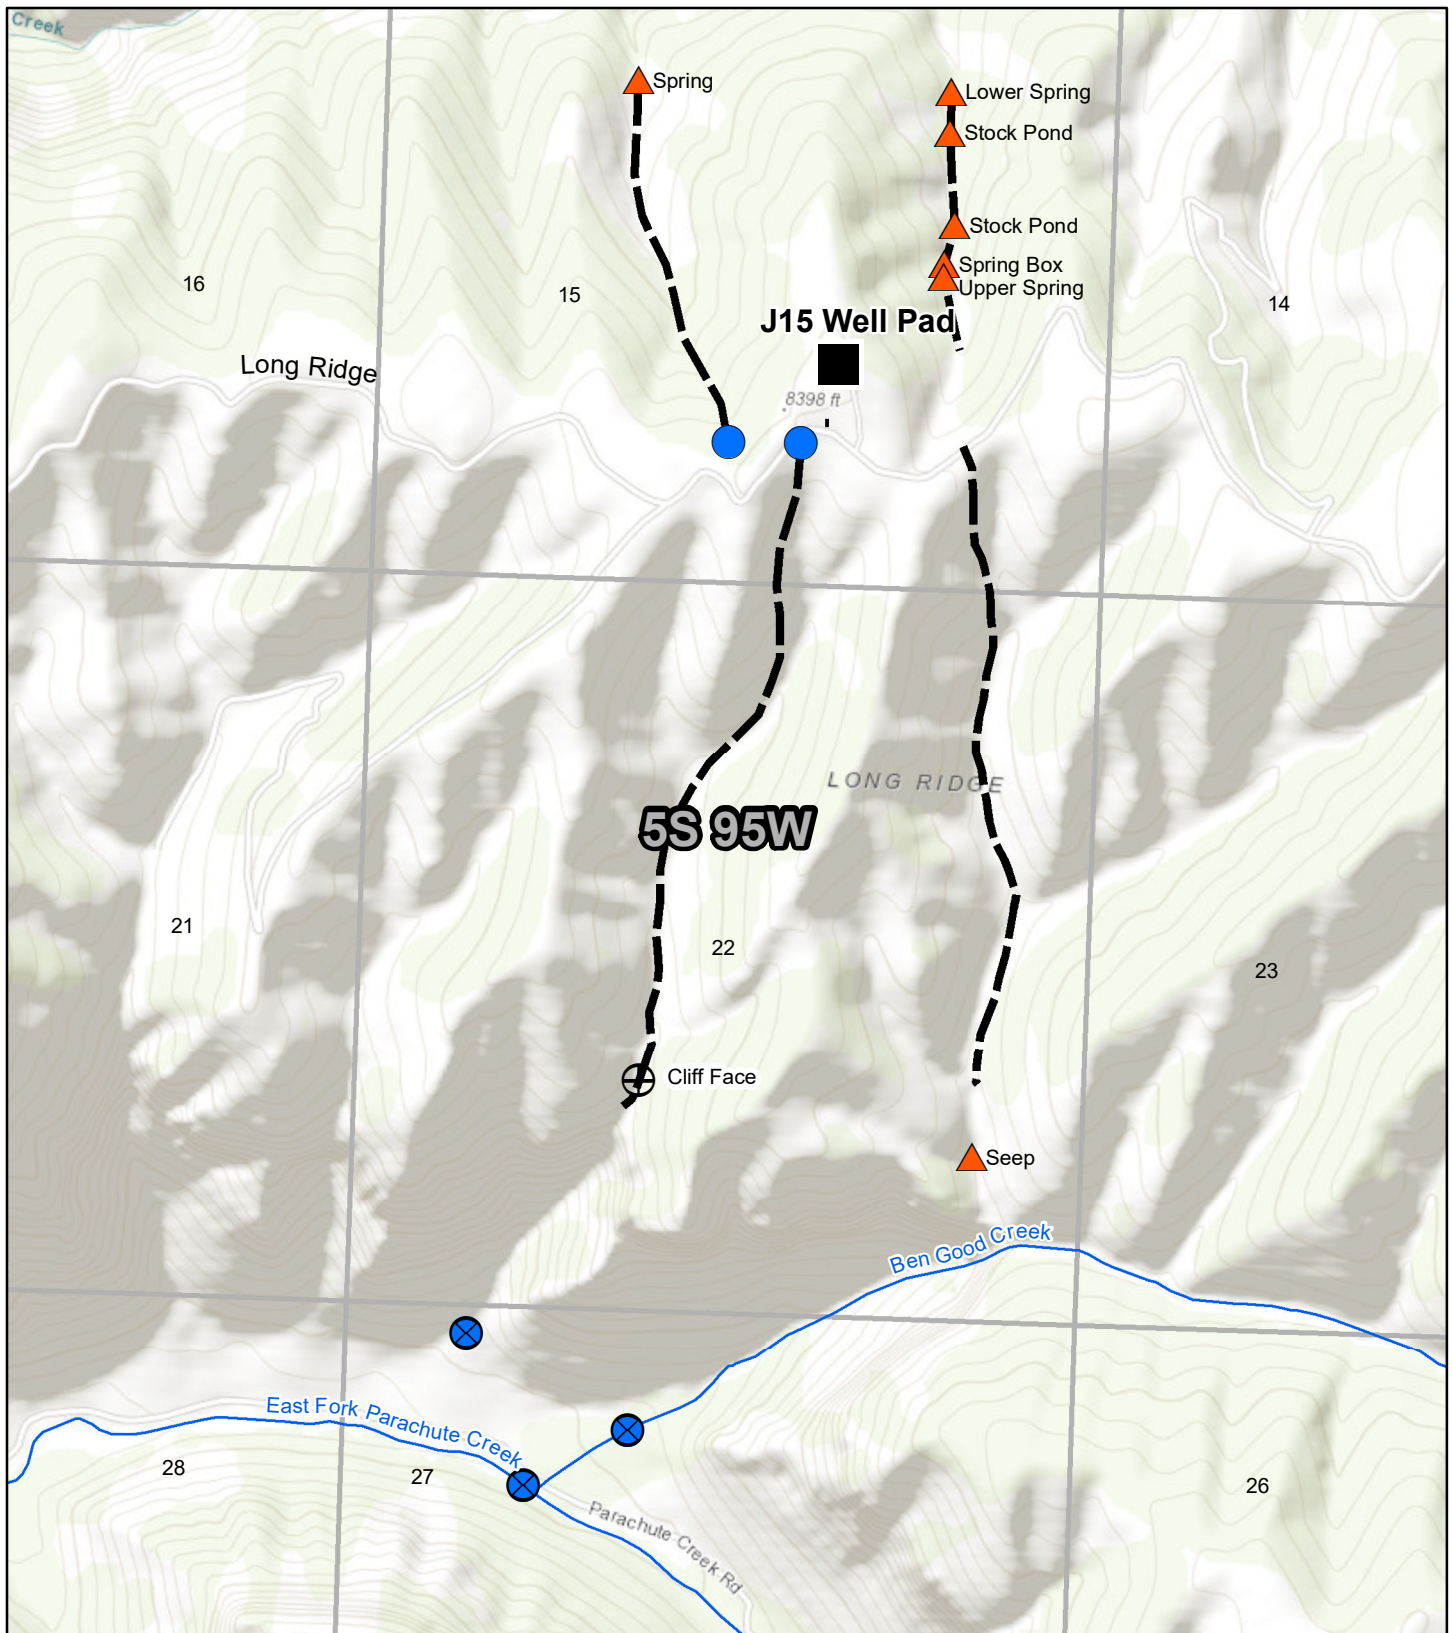 Creek
Spring
Lower Spring
Stock Pond
Stock Pond
Spring Box
Upper Spring
16
15
14
J15 Well Pad
Long Ridge
8398 ft
LONG RIDGE
5S 95W
21
22
23
Cliff Face
Seep
Ben Good Creek
East Fork Parachute Creek
28
27
26
Parachute Creek Rd